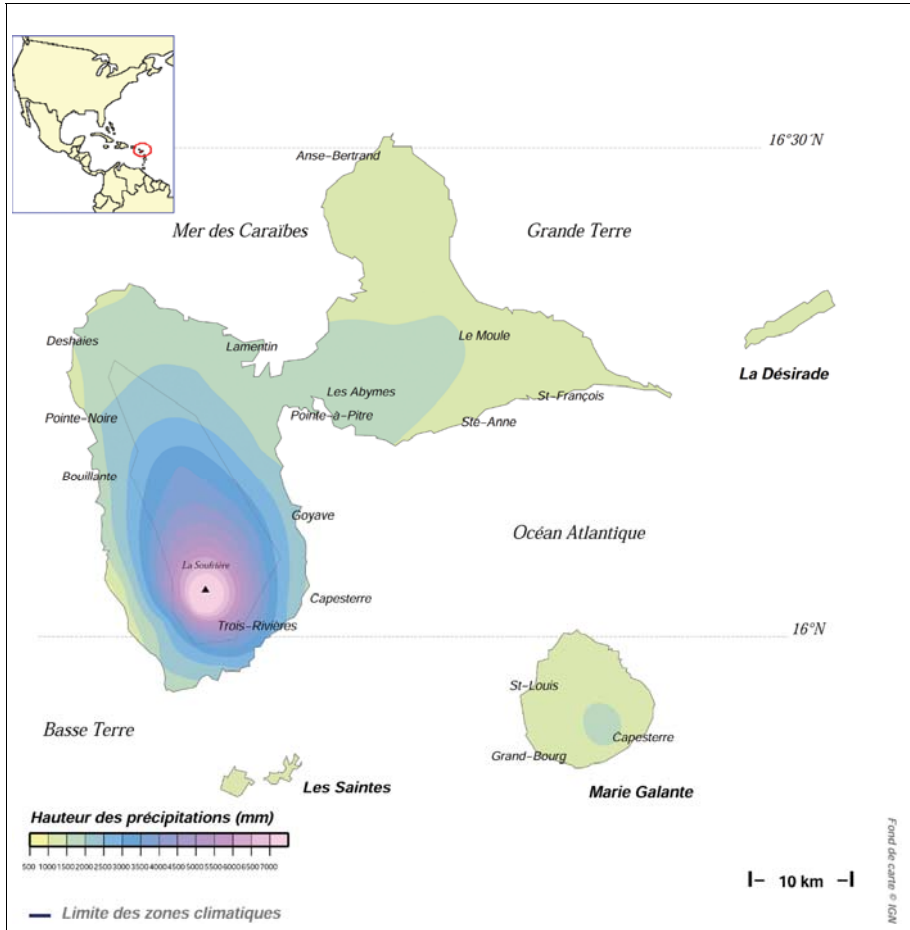 16°30´N
Anse-Bertrand
Mer des Caraïbes
Grande Terre
Deshaies
Lamentin
Le Moule
La Désirade
Les Abymes
St-François
Pointe-Noire
Pointe-à-Pitre
Ste-Anne
Bouillante
Goyave
Océan Atlantique
La Soufrière
Capesterre
Trois-Rivières
16°N
St-Louis
Basse Terre
Capesterre
Grand-Bourg
Les Saintes
Marie Galante
Hauteur des précipitations (mm)
500 1000 1500 2000 2500 3000 3500 4000 4500 5000 5500 6000 6500 7000
10 km
Limite des zones climatiques
Fond de carte © IGN